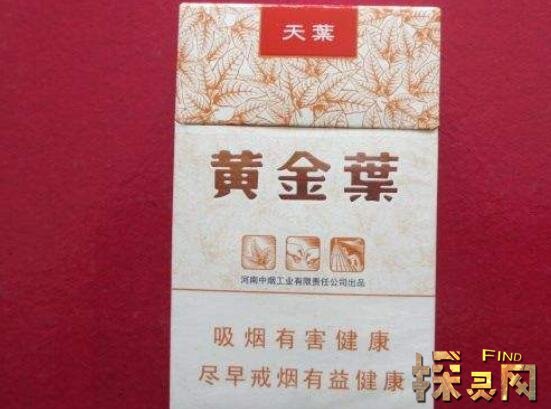 天葉
黄金葉
河南中烟工业有限责任公司出品
吸烟有害健康
尽早戒烟有益健康
FIND
探灵网